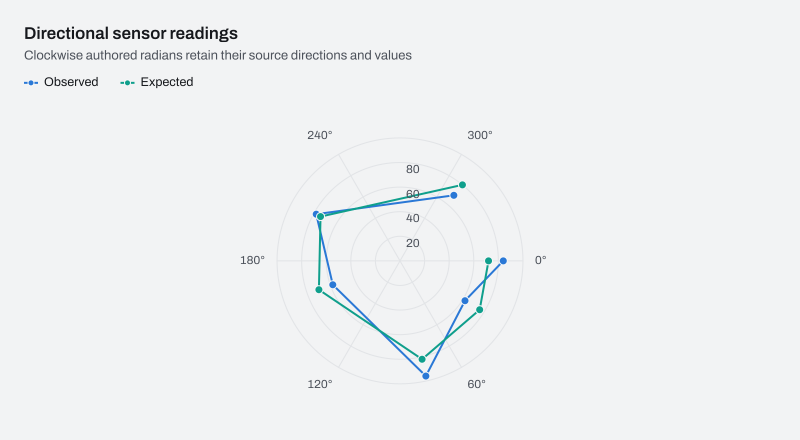 Directional sensor readings
Clockwise authored radians retain their source directions and values
Observed Expected
240° 300°
80
60
40
20
180° 0°
120° 60°